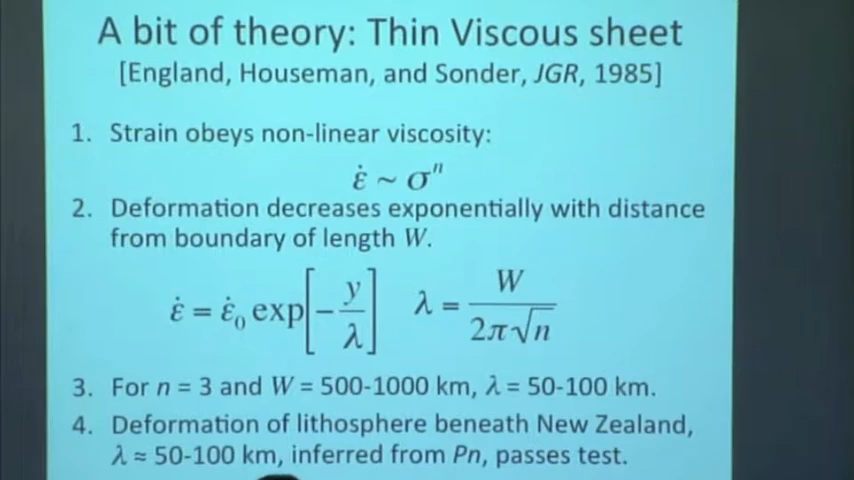 A bit of theory: Thin Viscous sheet
[England, Houseman, and Sonder, JGR, 1985]
1. Strain obeys non-linear viscosity:
ε̇ ~ σⁿ
2. Deformation decreases exponentially with distance
from boundary of length W.
ε̇ = ε̇₀ exp[−y/λ] λ = W/2π√n
3. For n = 3 and W = 500-1000 km, λ = 50-100 km.
4. Deformation of lithosphere beneath New Zealand,
λ ≈ 50-100 km, inferred from Pn, passes test.